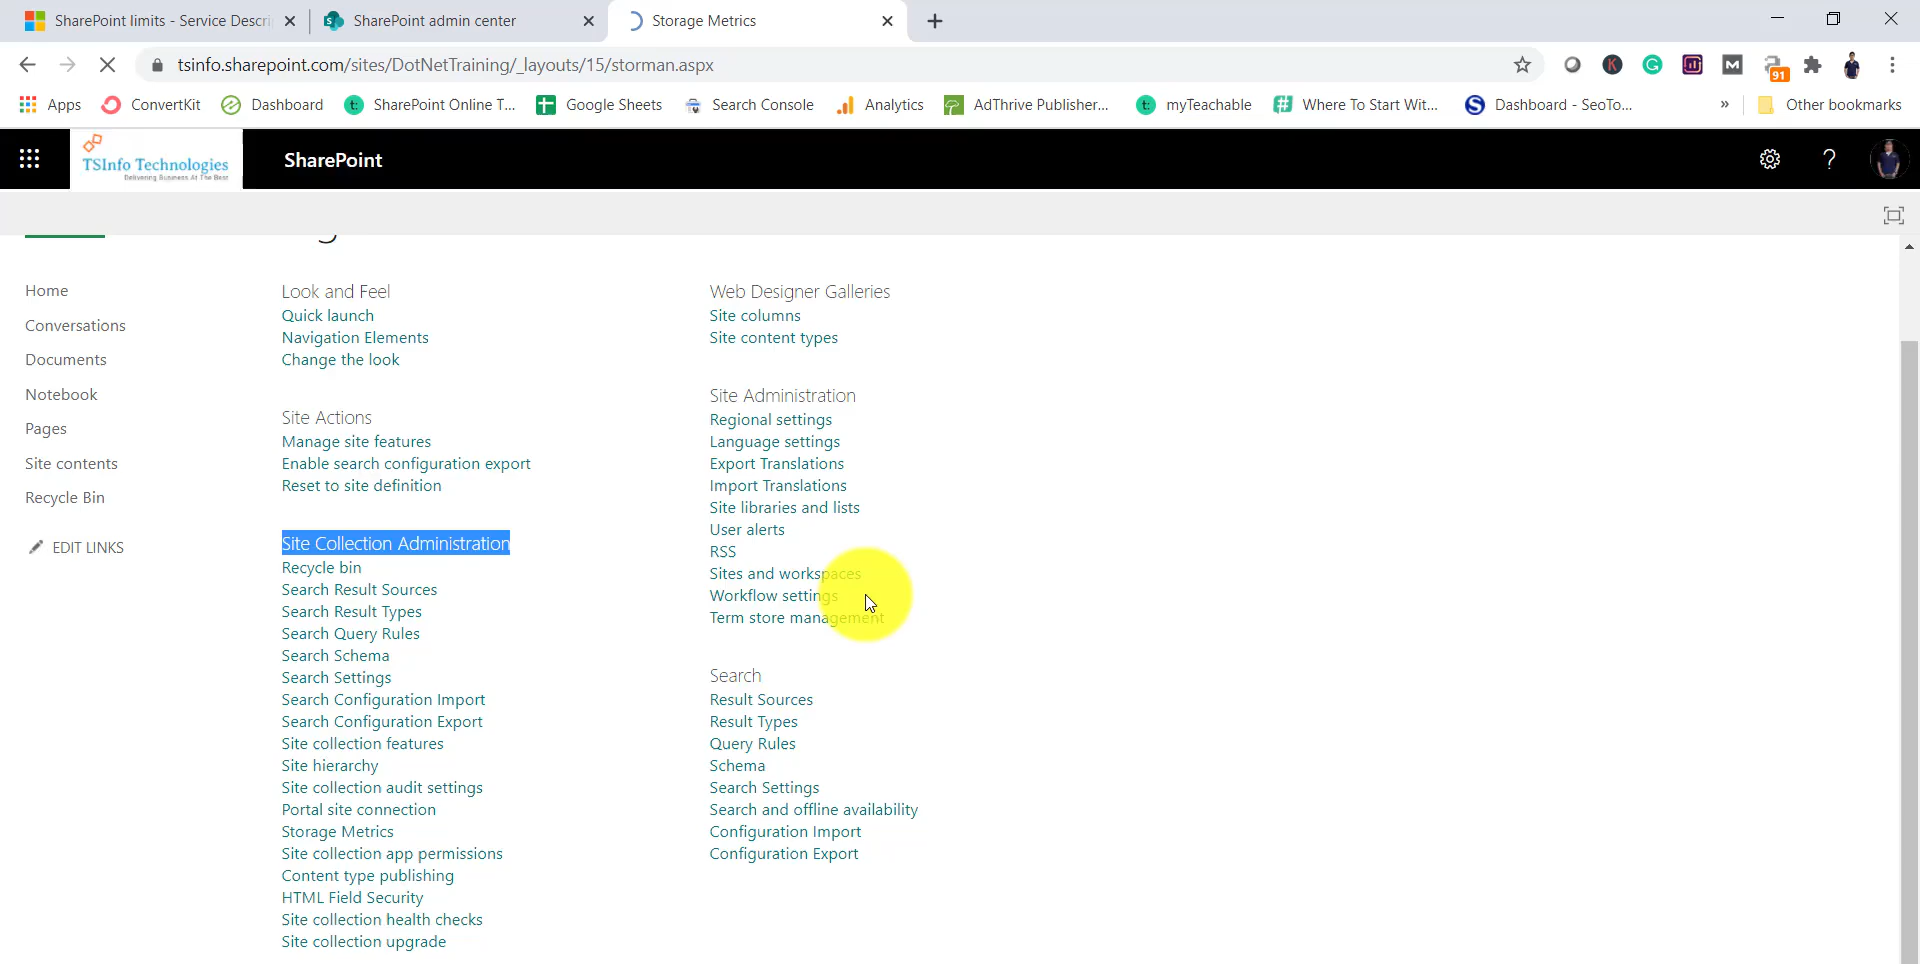 SharePoint limits - Service Descri
SharePoint admin center
Storage Metrics
tsinfo.sharepoint.com/sites/DotNetTraining/_layouts/15/storman.aspx
91
Apps
ConvertKit
Dashboard
SharePoint Online T...
Google Sheets
Search Console
Analytics
AdThrive Publisher...
myTeachable
Where To Start Wit...
Dashboard - SeoTo...
»
Other bookmarks
TSInfo Technologies
Delivering Business At The Best
SharePoint
?
Home
Conversations
Documents
Notebook
Pages
Site contents
Recycle Bin
EDIT LINKS
Look and Feel
Quick launch
Navigation Elements
Change the look
Site Actions
Manage site features
Enable search configuration export
Reset to site definition
Site Collection Administration
Recycle bin
Search Result Sources
Search Result Types
Search Query Rules
Search Schema
Search Settings
Search Configuration Import
Search Configuration Export
Site collection features
Site hierarchy
Site collection audit settings
Portal site connection
Storage Metrics
Site collection app permissions
Content type publishing
HTML Field Security
Site collection health checks
Site collection upgrade
Web Designer Galleries
Site columns
Site content types
Site Administration
Regional settings
Language settings
Export Translations
Import Translations
Site libraries and lists
User alerts
RSS
Sites and workspaces
Workflow settings
Term store management
Search
Result Sources
Result Types
Query Rules
Schema
Search Settings
Search and offline availability
Configuration Import
Configuration Export